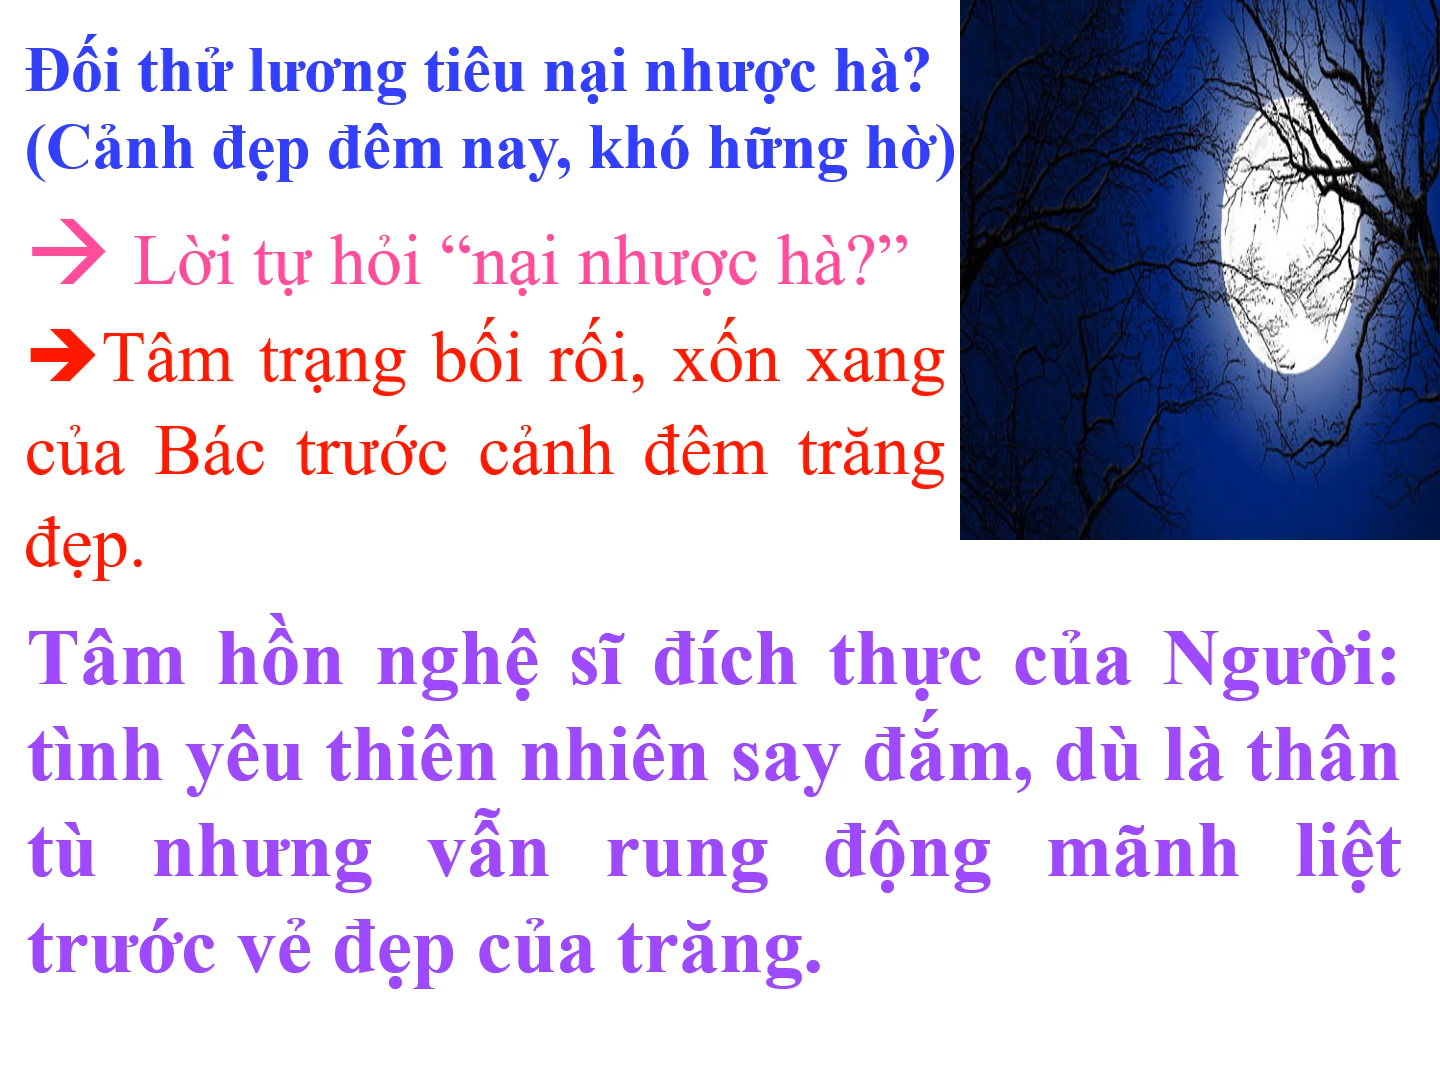 Đối thử lương tiêu nại nhược hà?
(Cảnh đẹp đêm nay, khó hững hờ)
→ Lời tự hỏi “nại nhược hà?”
➔Tâm trạng bối rối, xốn xang
của Bác trước cảnh đêm trăng
đẹp.
Tâm hồn nghệ sĩ đích thực của Người:
tình yêu thiên nhiên say đắm, dù là thân
tù nhưng vẫn rung động mãnh liệt
trước vẻ đẹp của trăng.